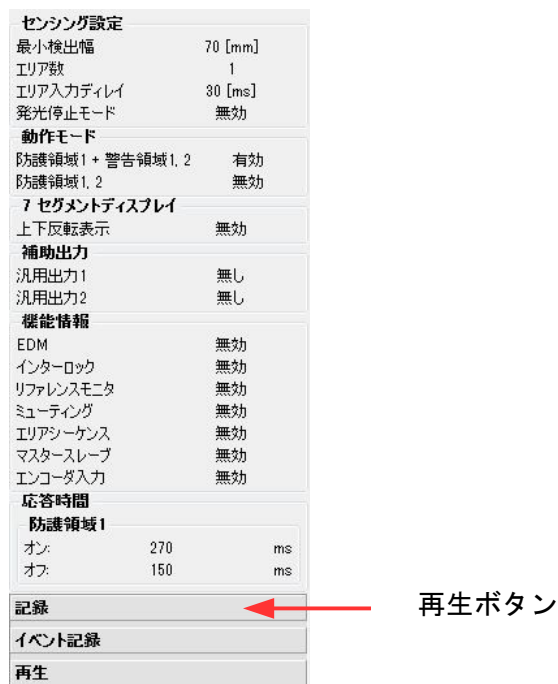 センシング設定
最小検出幅 70 [mm]
エリア数 1
エリア入力ディレイ 30 [ms]
発光停止モード 無効
動作モード
防護領域1 + 警告領域1, 2 有効
防護領域1, 2 無効
7 セグメントディスプレイ
上下反転表示 無効
補助出力
汎用出力1 無し
汎用出力2 無し
機能情報
EDM 無効
インターロック 無効
リファレンスモニタ 無効
ミューティング 無効
エリアシーケンス 無効
マスタースレーブ 無効
エンコーダ入力 無効
応答時間
防護領域1
オン: 270 ms
オフ: 150 ms
記録 再生ボタン
イベント記録
再生